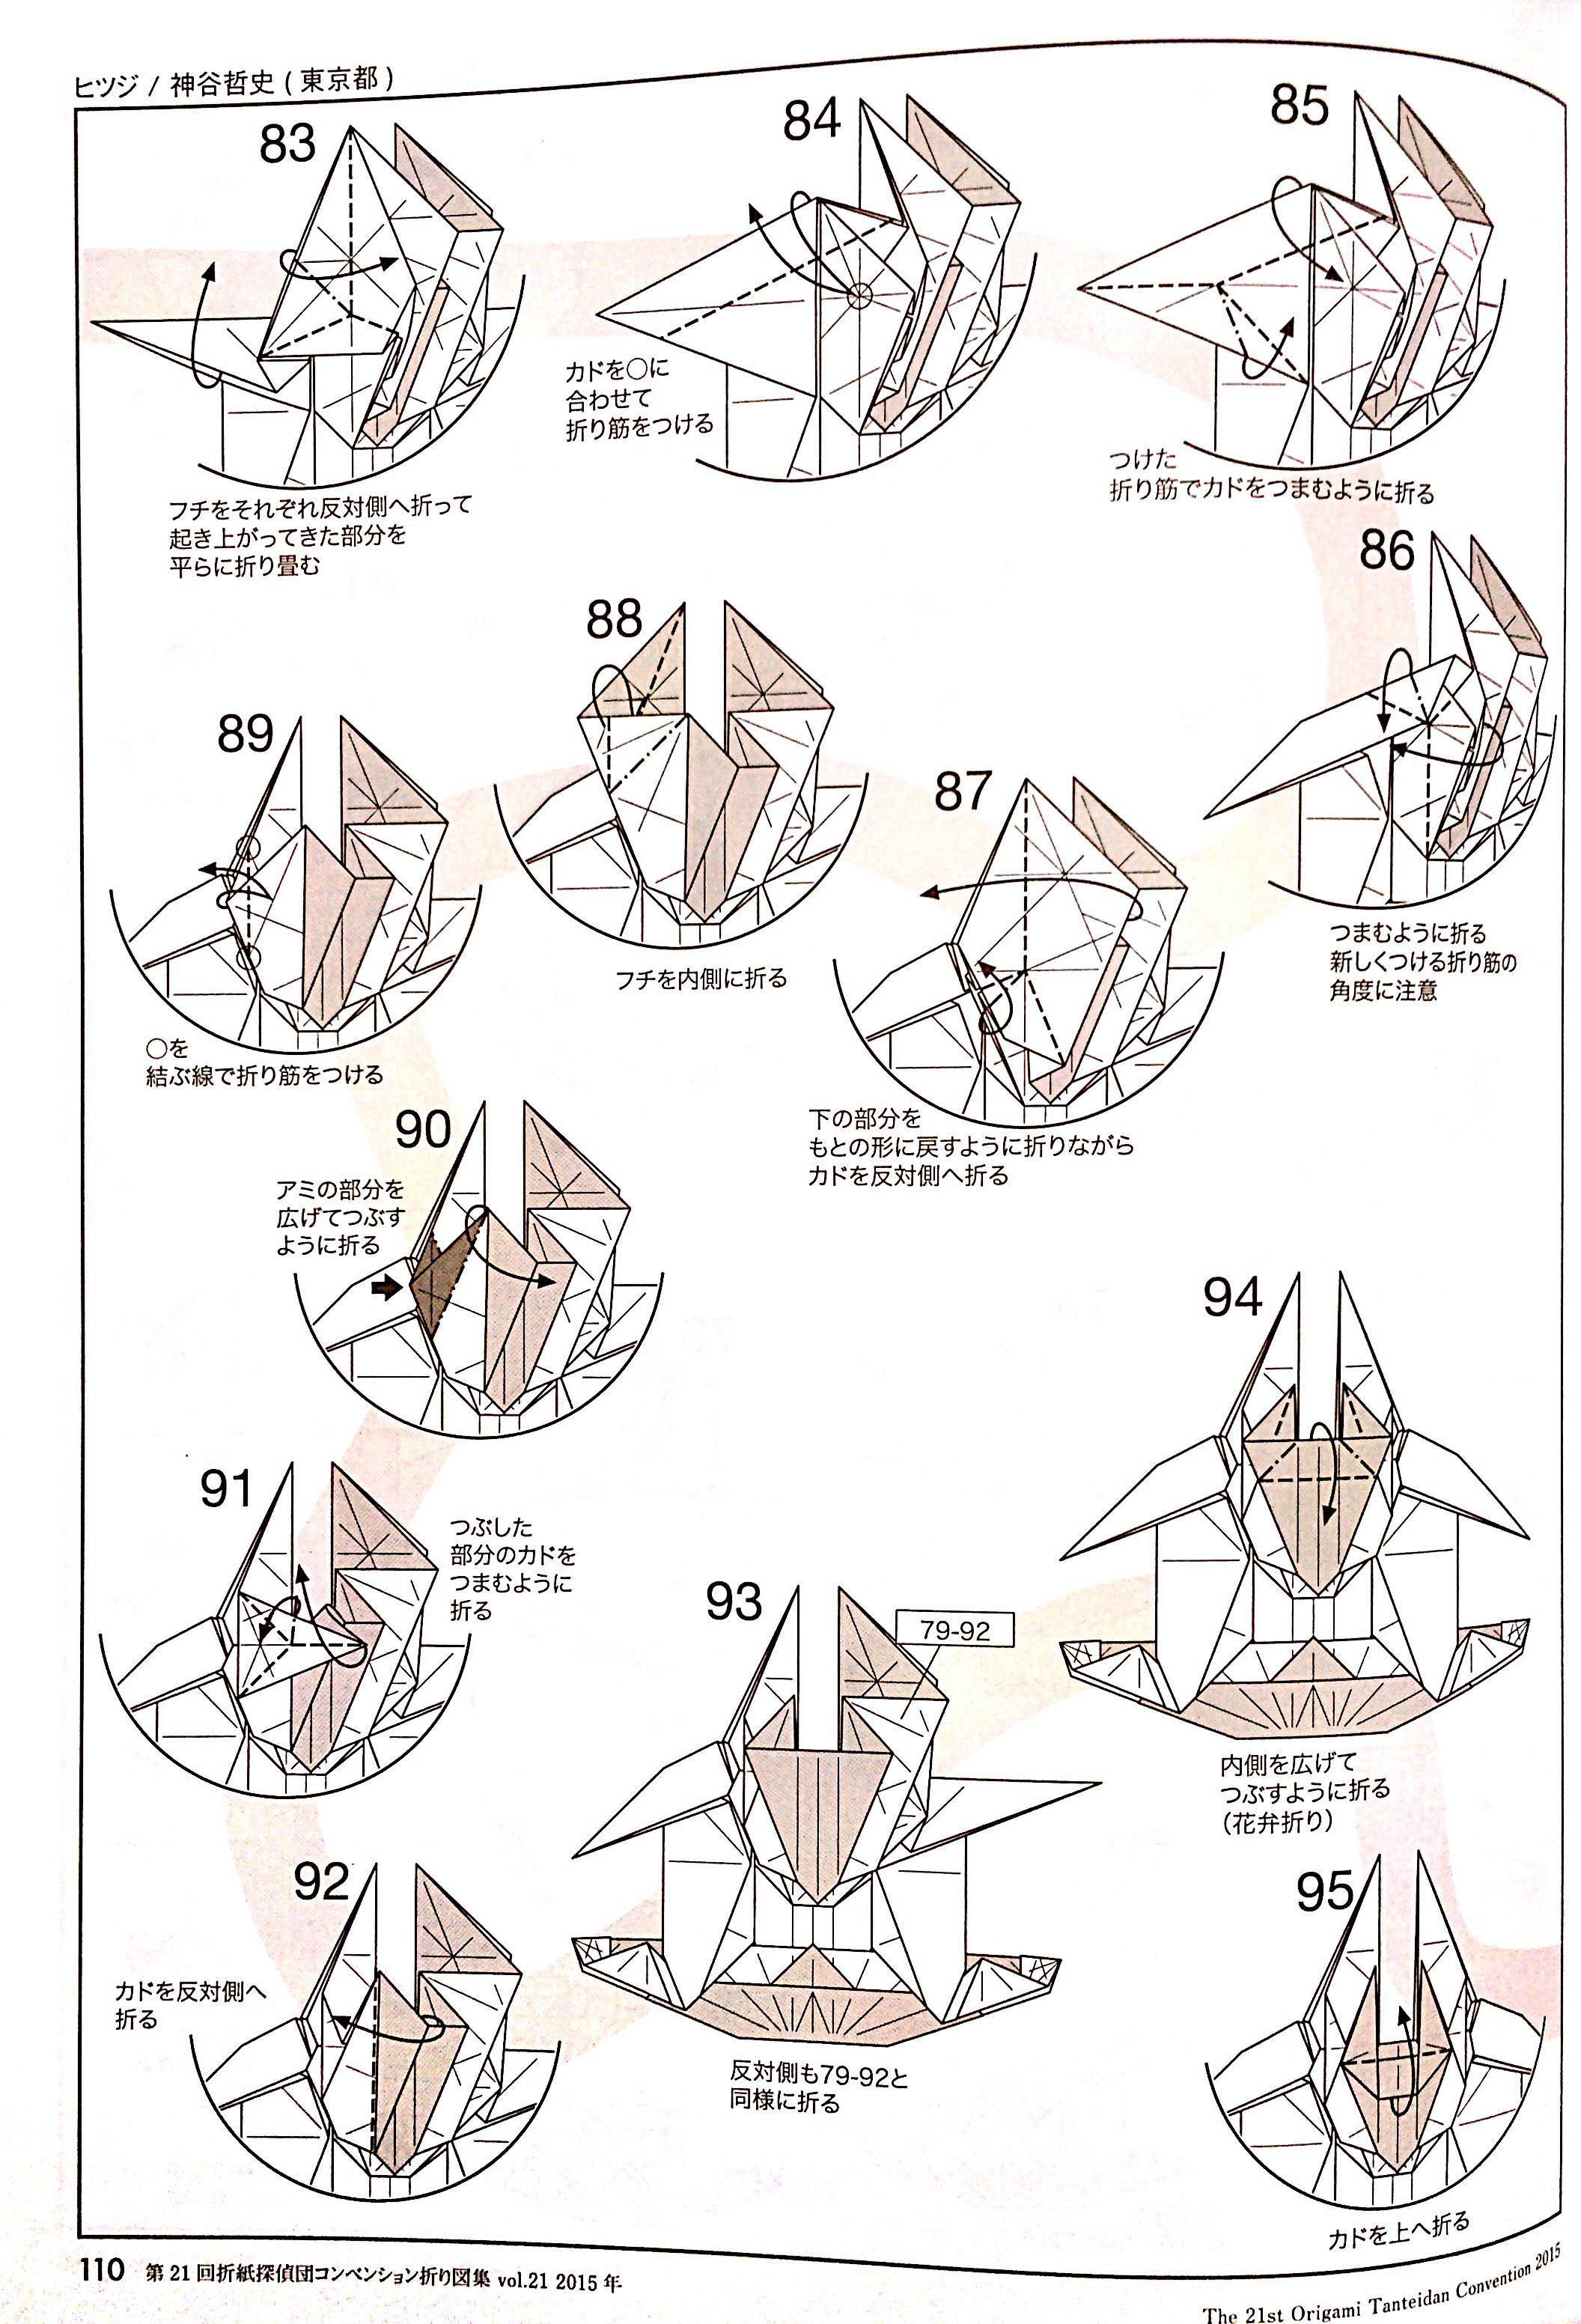 ヒツジ / 神谷哲史 ( 東京都 )
83
フチをそれぞれ反対側へ折って
起き上がってきた部分を
平らに折り畳む
84
カドを○に
合わせて
折り筋をつける
85
つけた
折り筋でカドをつまむように折る
86
つまむように折る
新しくつける折り筋の
角度に注意
87
下の部分を
もとの形に戻すように折りながら
カドを反対側へ折る
88
フチを内側に折る
89
○を
結ぶ線で折り筋をつける
90
アミの部分を
広げてつぶす
ように折る
91
つぶした
部分のカドを
つまむように
折る
92
カドを反対側へ
折る
93
79-92
反対側も79-92と
同様に折る
94
内側を広げて
つぶすように折る
(花弁折り)
95
カドを上へ折る
110 第 21 回折紙探偵団コンベンション折り図集 vol.21 2015 年
The 21st Origami Tanteidan Convention 2015